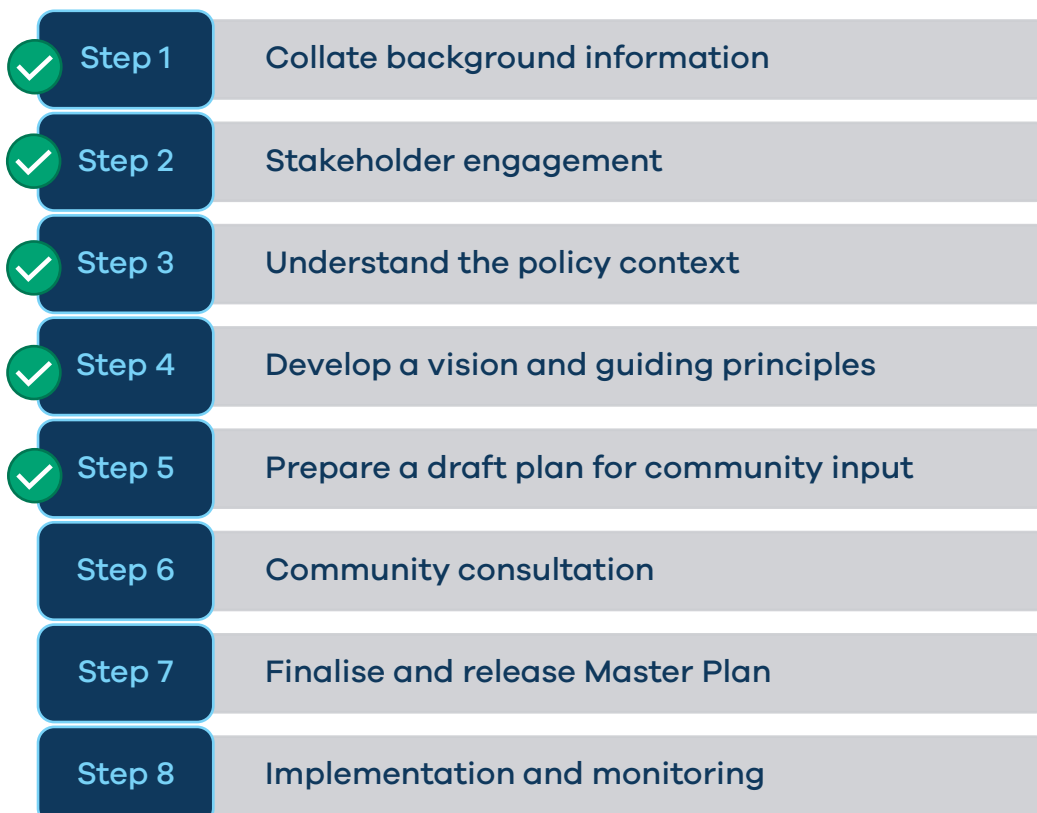 Step 1 Collate background information
Step 2 Stakeholder engagement
Step 3 Understand the policy context
Step 4 Develop a vision and guiding principles
Step 5 Prepare a draft plan for community input
Step 6 Community consultation
Step 7 Finalise and release Master Plan
Step 8 Implementation and monitoring